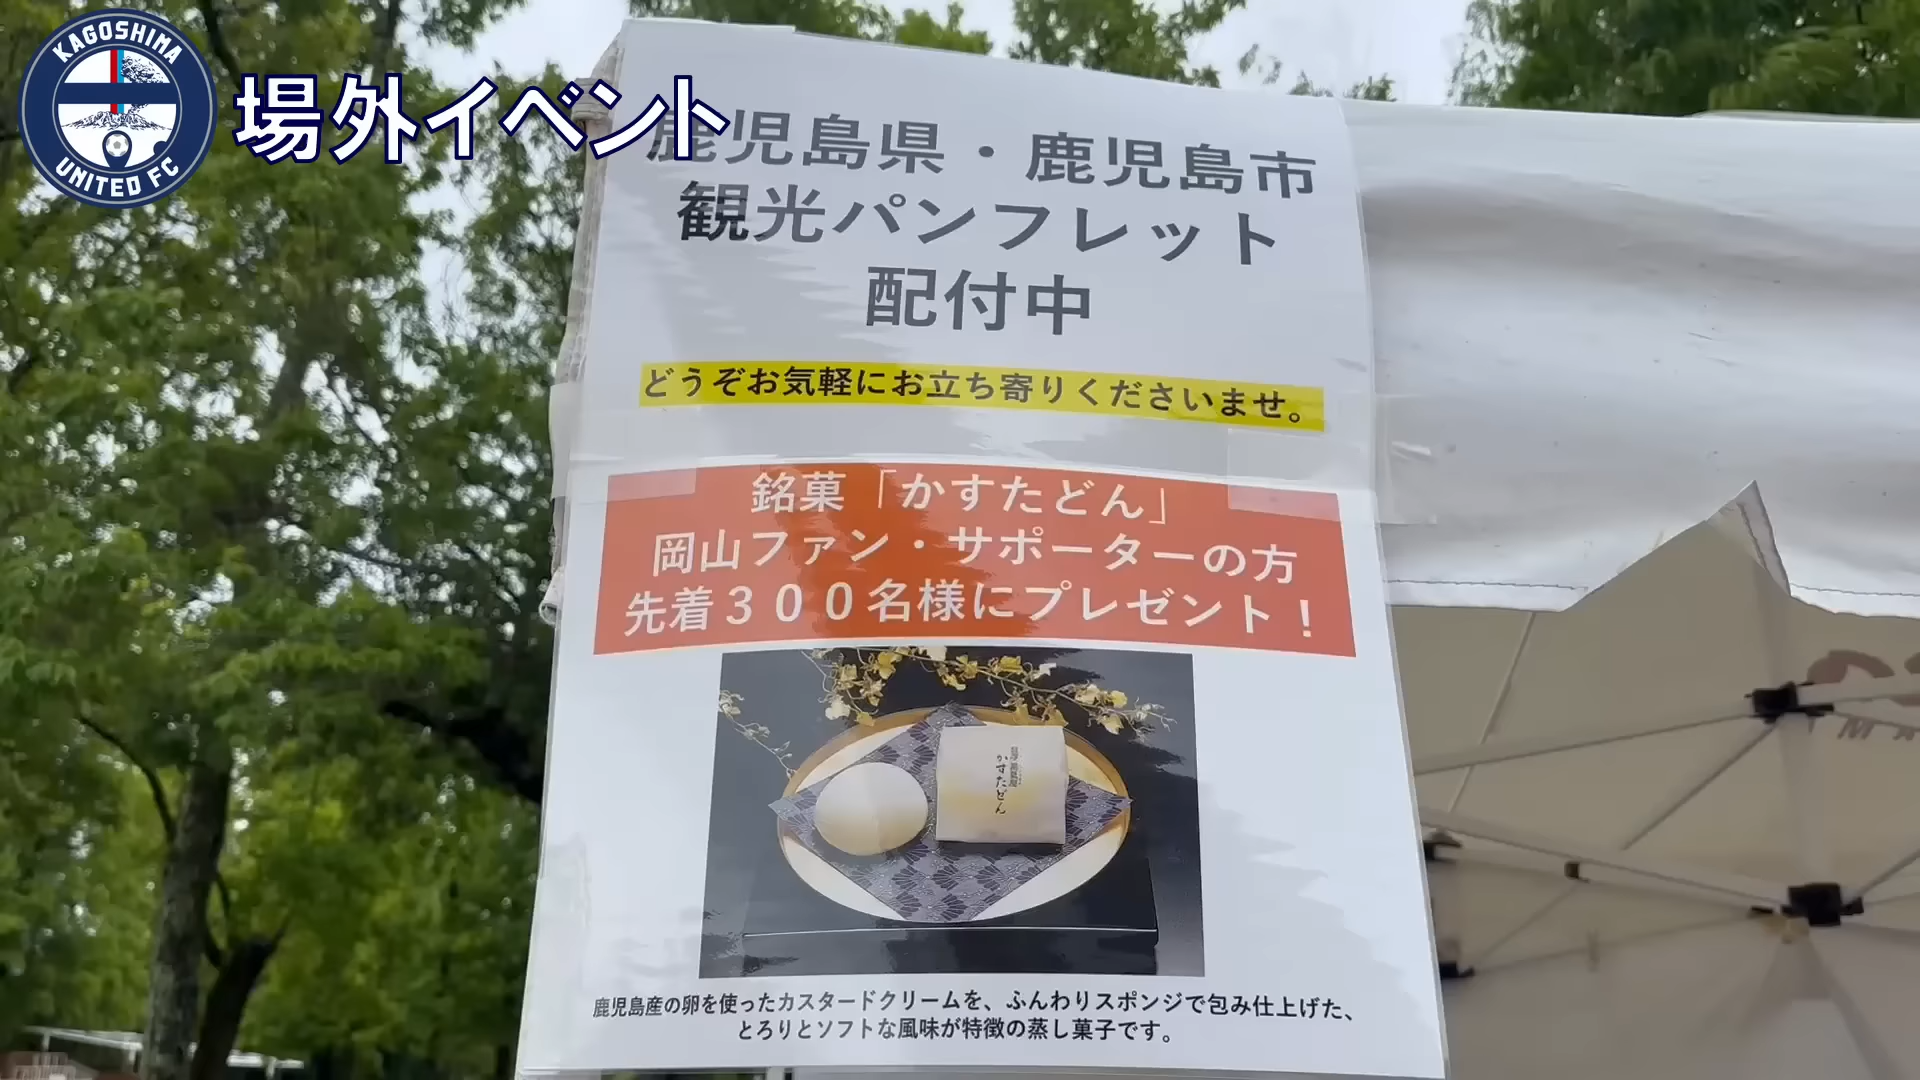 KAGOSHIMA
UNITED FC
場外イベント
鹿児島県・鹿児島市
観光パンフレット
配付中
どうぞお気軽にお立ち寄りくださいませ。
銘菓「かすたどん」
岡山ファン・サポーターの方
先着３００名様にプレゼント！
かすたどん
鹿児島産の卵を使ったカスタードクリームを、ふんわりスポンジで包み仕上げた、
とろりとソフトな風味が特徴の蒸し菓子です。